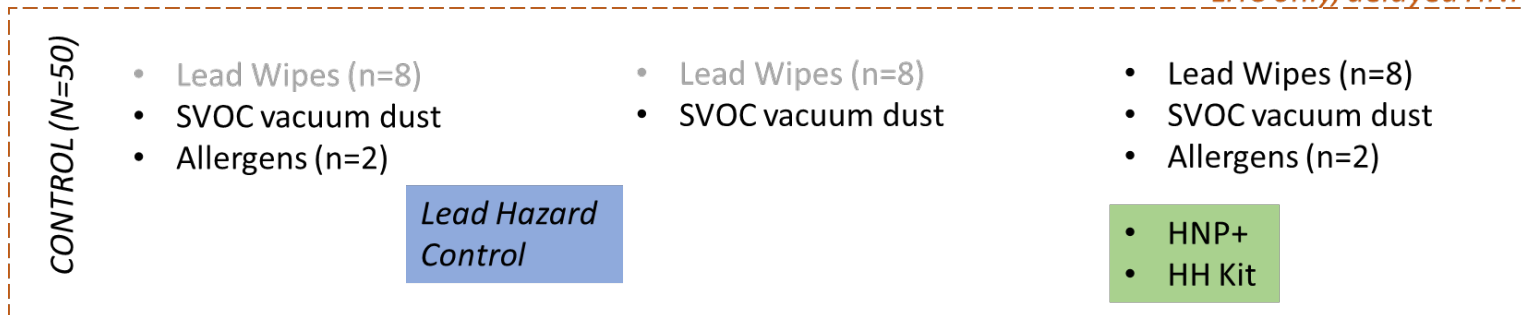 CONTROL (N=50)
• Lead Wipes (n=8)
• SVOC vacuum dust
• Allergens (n=2)
Lead Hazard
Control
• Lead Wipes (n=8)
• SVOC vacuum dust
• Lead Wipes (n=8)
• SVOC vacuum dust
• Allergens (n=2)
• HNP+
• HH Kit